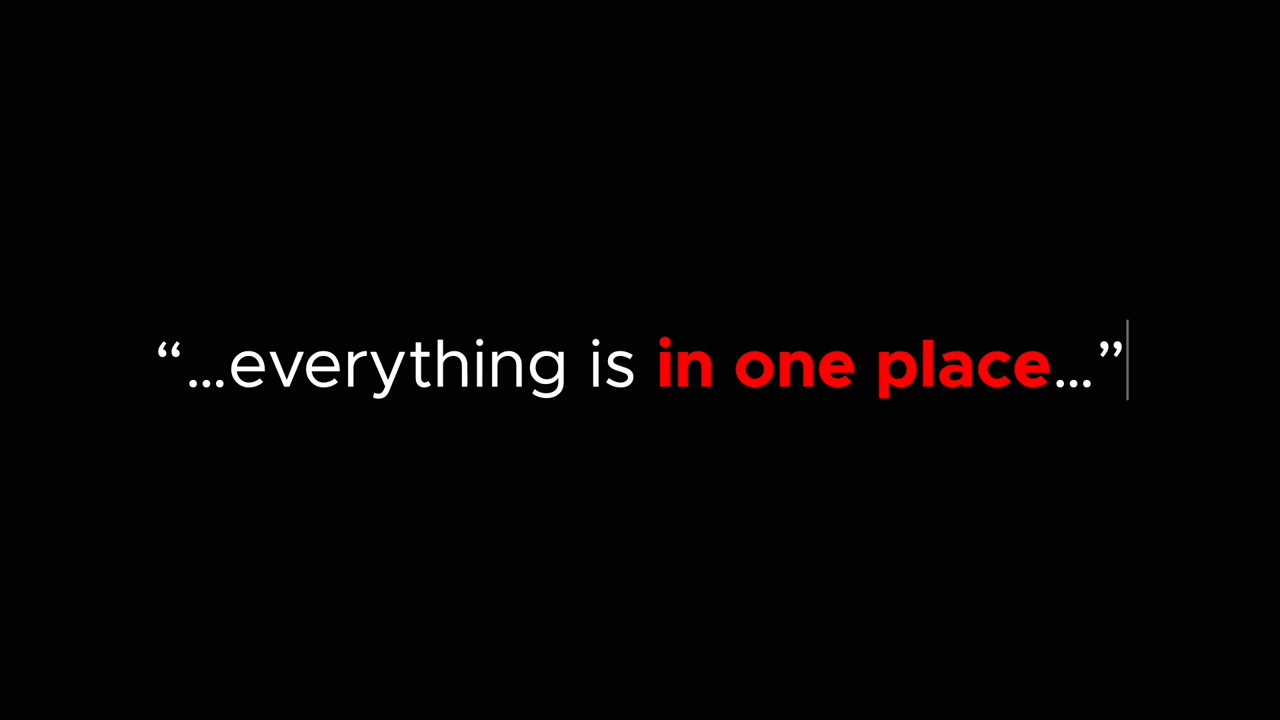 “...everything is in one place...”